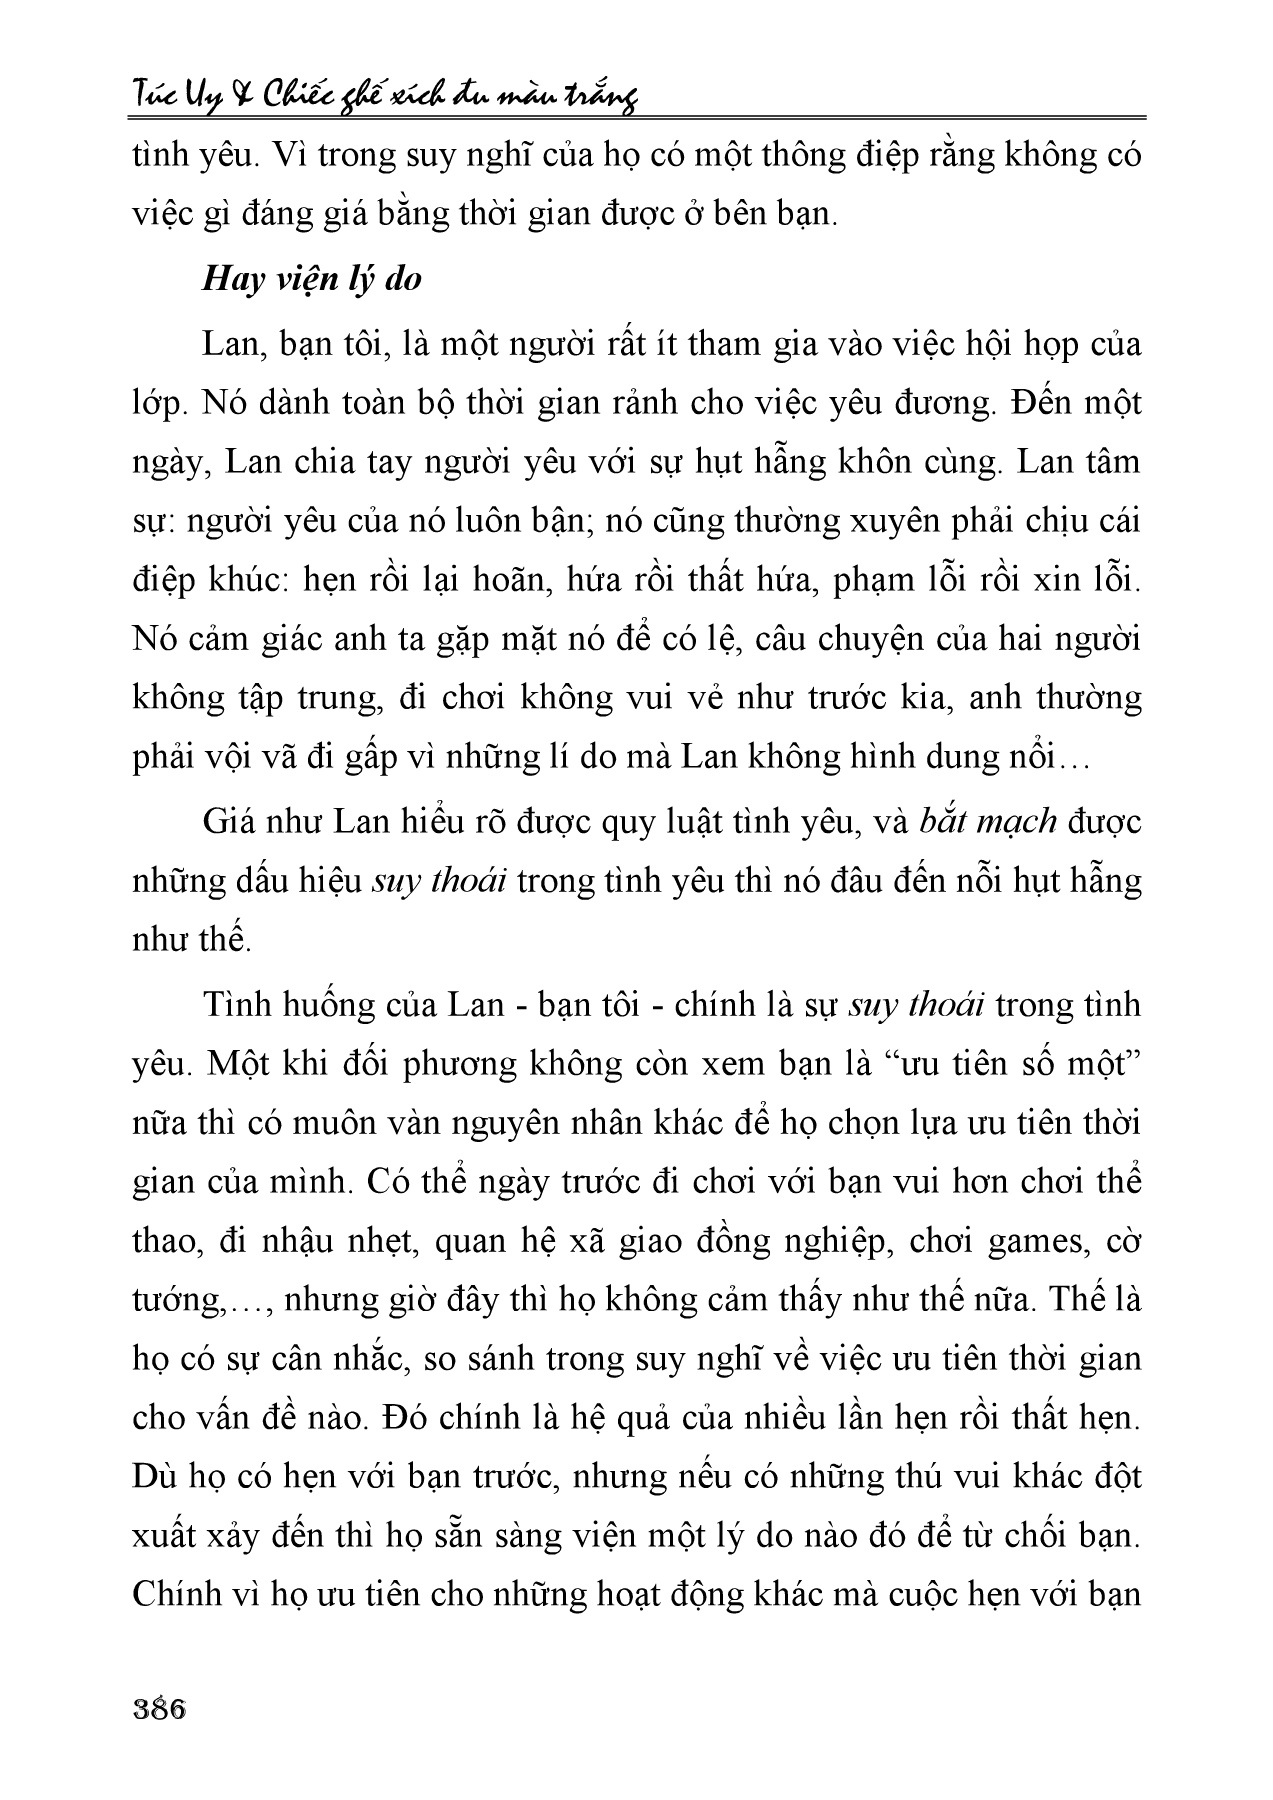 Túc Uy & Chiếc ghế xích đu màu trắng
tình yêu. Vì trong suy nghĩ của họ có một thông điệp rằng không có
việc gì đáng giá bằng thời gian được ở bên bạn.
Hay viện lý do
Lan, bạn tôi, là một người rất ít tham gia vào việc hội họp của
lớp. Nó dành toàn bộ thời gian rảnh cho việc yêu đương. Đến một
ngày, Lan chia tay người yêu với sự hụt hẫng khôn cùng. Lan tâm
sự: người yêu của nó luôn bận; nó cũng thường xuyên phải chịu cái
điệp khúc: hẹn rồi lại hoãn, hứa rồi thất hứa, phạm lỗi rồi xin lỗi.
Nó cảm giác anh ta gặp mặt nó để có lệ, câu chuyện của hai người
không tập trung, đi chơi không vui vẻ như trước kia, anh thường
phải vội vã đi gấp vì những lí do mà Lan không hình dung nổi…
Giá như Lan hiểu rõ được quy luật tình yêu, và bắt mạch được
những dấu hiệu suy thoái trong tình yêu thì nó đâu đến nỗi hụt hẫng
như thế.
Tình huống của Lan - bạn tôi - chính là sự suy thoái trong tình
yêu. Một khi đối phương không còn xem bạn là “ưu tiên số một”
nữa thì có muôn vàn nguyên nhân khác để họ chọn lựa ưu tiên thời
gian của mình. Có thể ngày trước đi chơi với bạn vui hơn chơi thể
thao, đi nhậu nhẹt, quan hệ xã giao đồng nghiệp, chơi games, cờ
tướng,…, nhưng giờ đây thì họ không cảm thấy như thế nữa. Thế là
họ có sự cân nhắc, so sánh trong suy nghĩ về việc ưu tiên thời gian
cho vấn đề nào. Đó chính là hệ quả của nhiều lần hẹn rồi thất hẹn.
Dù họ có hẹn với bạn trước, nhưng nếu có những thú vui khác đột
xuất xảy đến thì họ sẵn sàng viện một lý do nào đó để từ chối bạn.
Chính vì họ ưu tiên cho những hoạt động khác mà cuộc hẹn với bạn
386